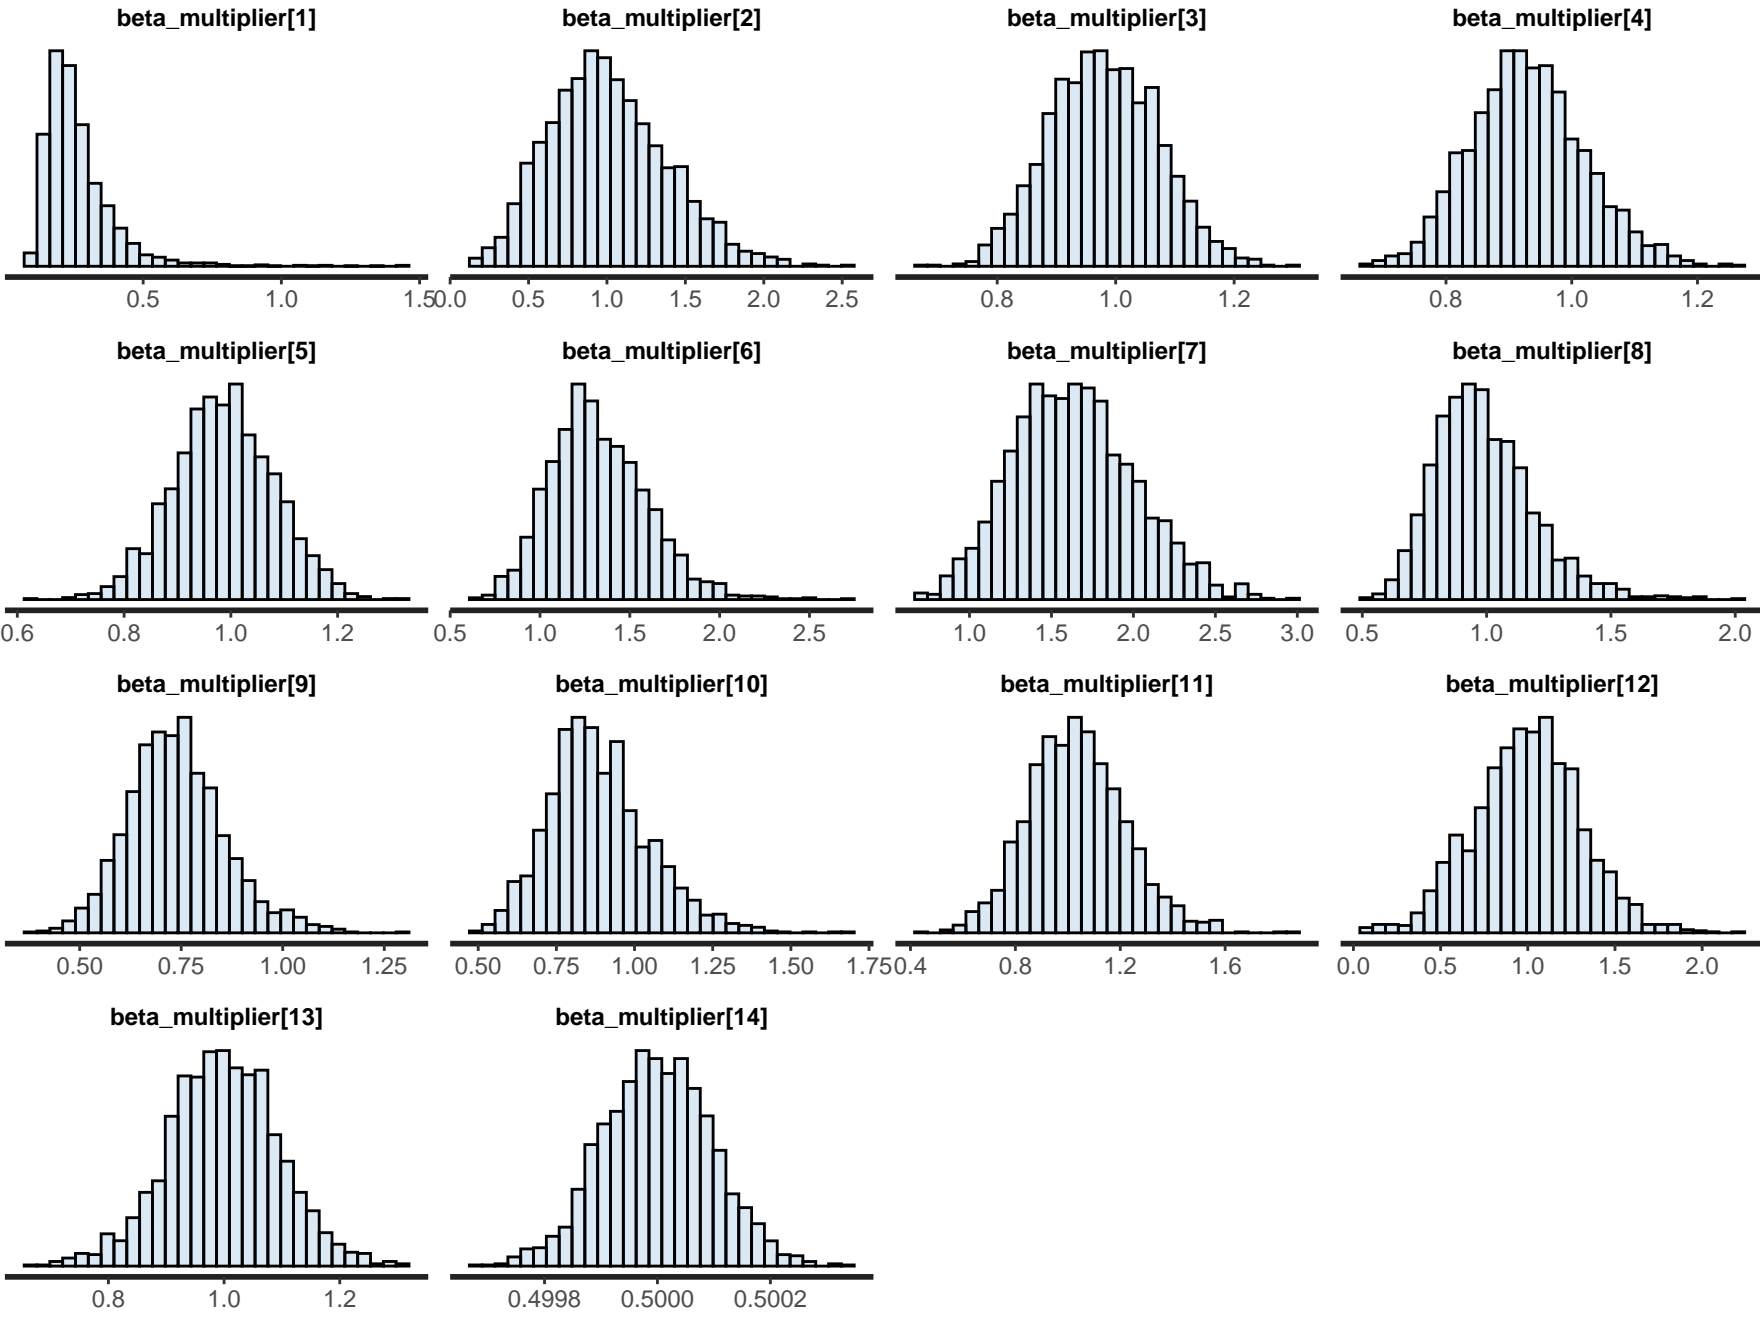 beta_multiplier[1] beta_multiplier[2] beta_multiplier[3] beta_multiplier[4]
0.5 1.0 1.5 0.0 0.5 1.0 1.5 2.0 2.5 0.8 1.0 1.2 0.8 1.0 1.2
beta_multiplier[5] beta_multiplier[6] beta_multiplier[7] beta_multiplier[8]
0.6 0.8 1.0 1.2 0.5 1.0 1.5 2.0 2.5 1.0 1.5 2.0 2.5 3.0 0.5 1.0 1.5 2.0
beta_multiplier[9] beta_multiplier[10] beta_multiplier[11] beta_multiplier[12]
0.50 0.75 1.00 1.25 0.50 0.75 1.00 1.25 1.50 1.75 0.4 0.8 1.2 1.6 0.0 0.5 1.0 1.5 2.0
beta_multiplier[13] beta_multiplier[14]
0.8 1.0 1.2 0.4998 0.5000 0.5002